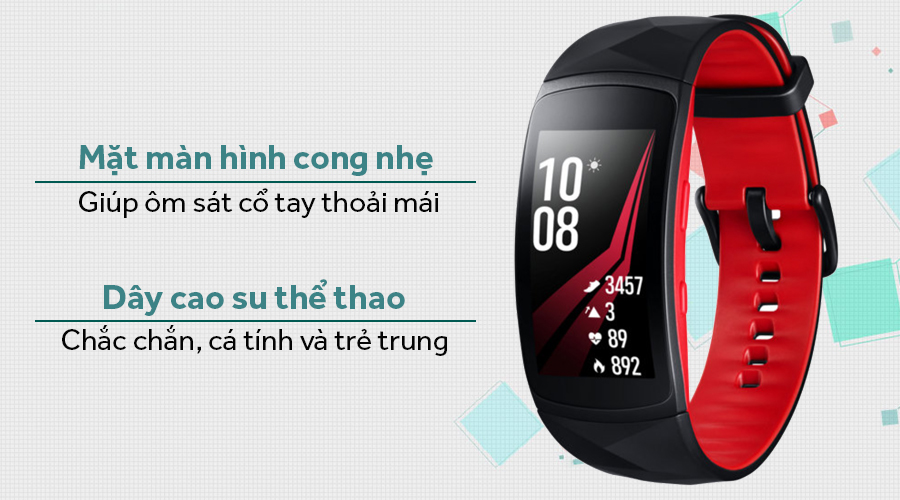 Mặt màn hình cong nhẹ
Giúp ôm sát cổ tay thoải mái
Dây cao su thể thao
Chắc chắn, cá tính và trẻ trung
10
08
3457
3
89
892